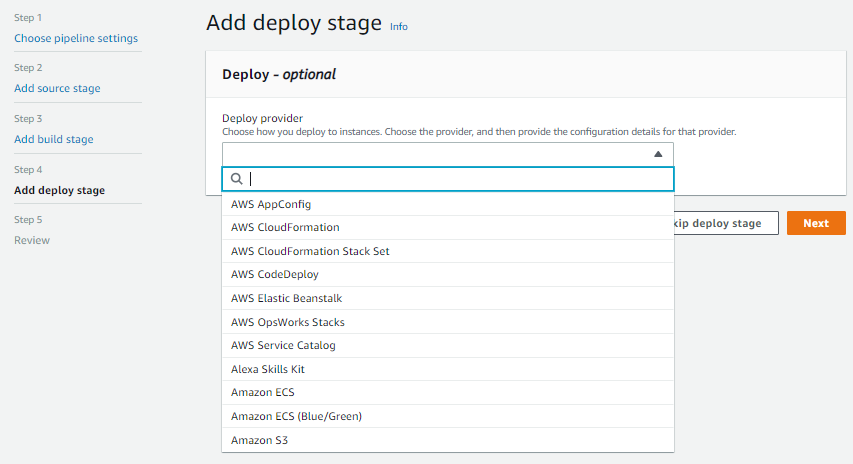 Step 1
Choose pipeline settings
Step 2
Add source stage
Step 3
Add build stage
Step 4
Add deploy stage
Step 5
Review
Add deploy stage Info
Deploy - optional
Deploy provider
Choose how you deploy to instances. Choose the provider, and then provide the configuration details for that provider.
AWS AppConfig
AWS CloudFormation
AWS CloudFormation Stack Set
AWS CodeDeploy
AWS Elastic Beanstalk
AWS OpsWorks Stacks
AWS Service Catalog
Alexa Skills Kit
Amazon ECS
Amazon ECS (Blue/Green)
Amazon S3
kip deploy stage
Next